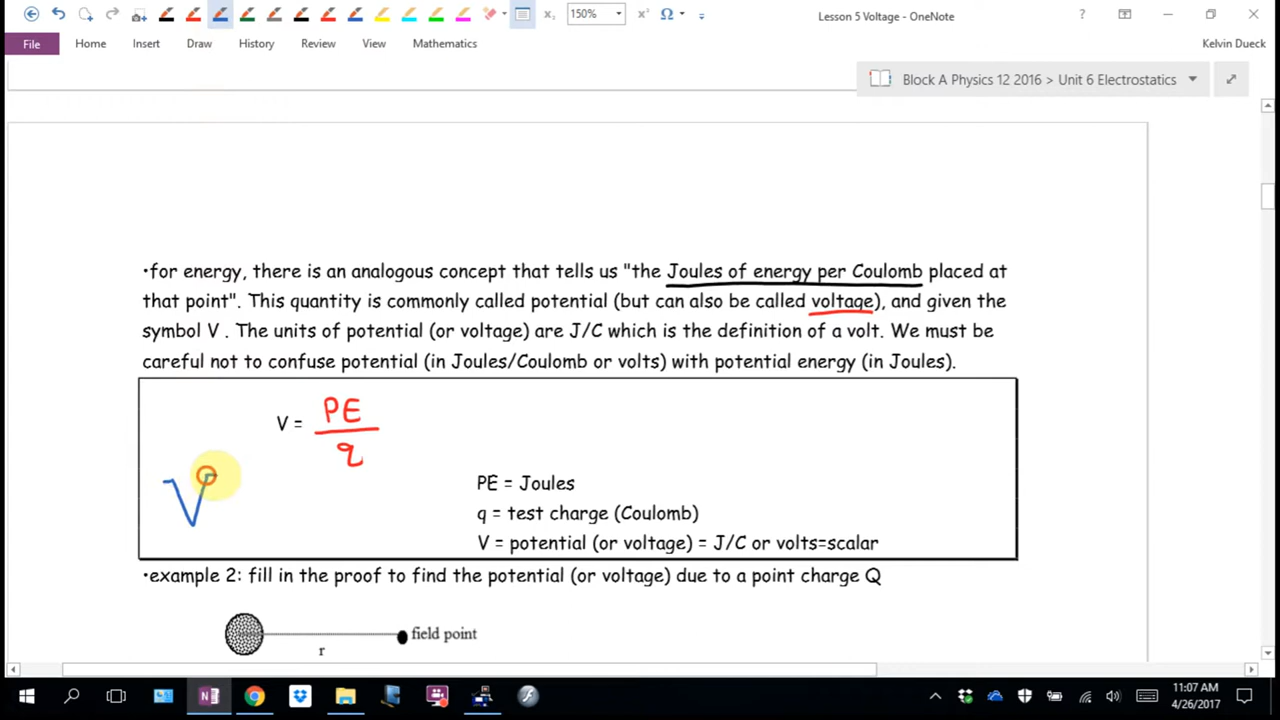 150%
Lesson 5 Voltage - OneNote
File Home Insert Draw History Review View Mathematics
Kelvin Dueck
Block A Physics 12 2016 > Unit 6 Electrostatics
•for energy, there is an analogous concept that tells us "the Joules of energy per Coulomb placed at
that point". This quantity is commonly called potential (but can also be called voltage), and given the
symbol V . The units of potential (or voltage) are J/C which is the definition of a volt. We must be
careful not to confuse potential (in Joules/Coulomb or volts) with potential energy (in Joules).
V = PE
q
V
PE = Joules
q = test charge (Coulomb)
V = potential (or voltage) = J/C or volts=scalar
•example 2: fill in the proof to find the potential (or voltage) due to a point charge Q
field point
r
11:07 AM
4/26/2017